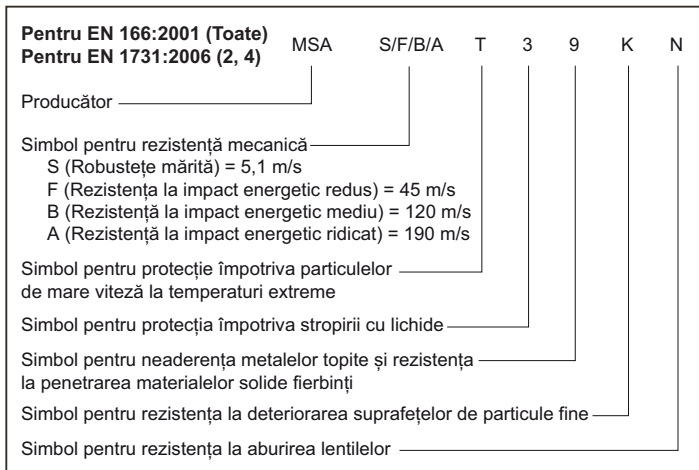 Pentru EN 166:2001 (Toate)
Pentru EN 1731:2006 (2, 4)
MSA S/F/B/A T 3 9 K N
Producător
Simbol pentru rezistență mecanică
S (Robustețe mărită) = 5,1 m/s
F (Rezistența la impact energetic redus) = 45 m/s
B (Rezistență la impact energetic mediu) = 120 m/s
A (Rezistență la impact energetic ridicat) = 190 m/s
Simbol pentru protecție împotriva particulelor
de mare viteză la temperaturi extreme
Simbol pentru protecția împotriva stropirii cu lichide
Simbol pentru neaderența metalelor topite și rezistența
la penetrarea materialelor solide fierbinți
Simbol pentru rezistența la deteriorarea suprafețelor de particule fine
Simbol pentru rezistența la aburirea lentilelor